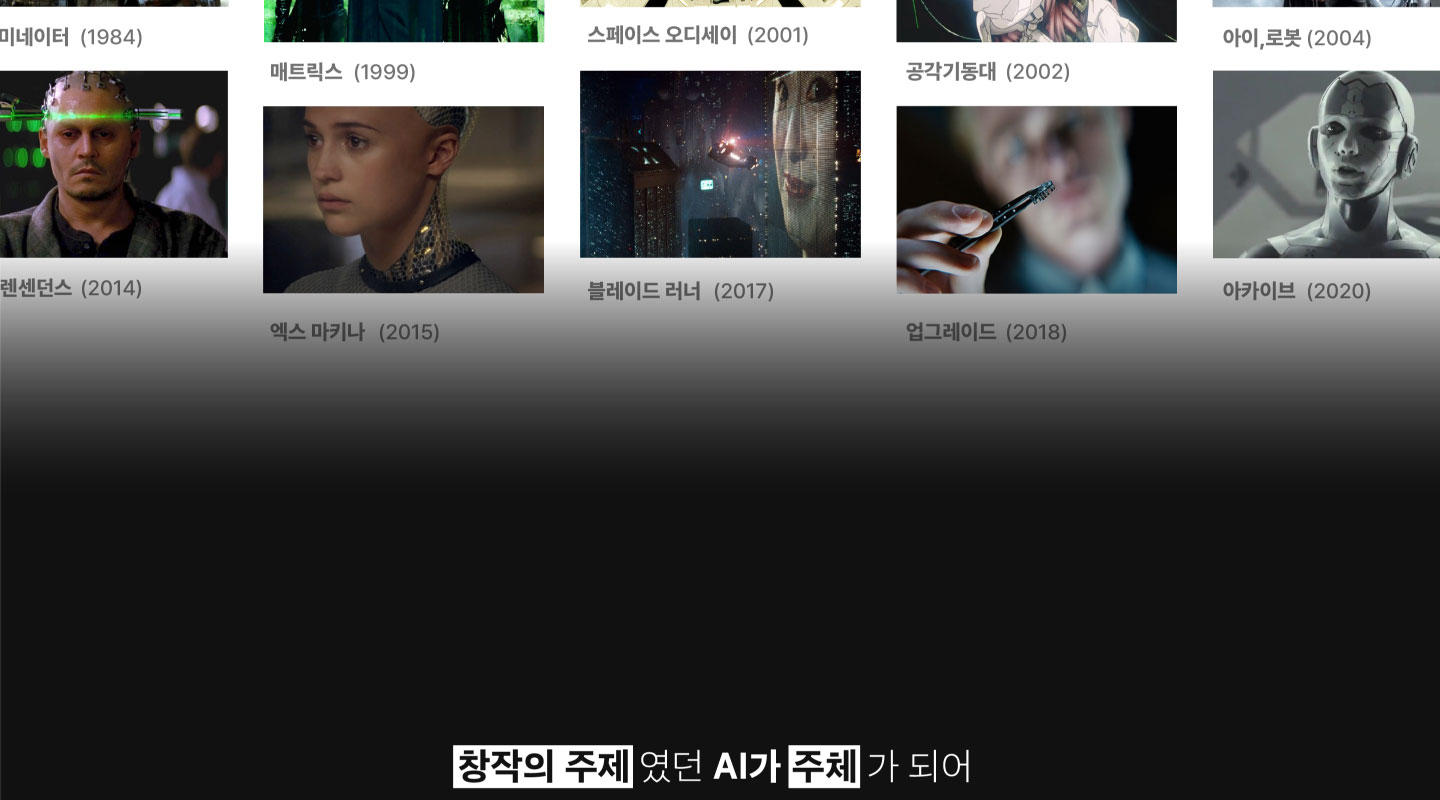 미네이터 (1984)
스페이스 오디세이 (2001)
아이,로봇 (2004)
매트릭스 (1999)
공각기동대 (2002)
렌센던스 (2014)
블레이드 러너 (2017)
아카이브 (2020)
엑스 마키나 (2015)
업그레이드 (2018)
창작의 주제 였던 AI가 주체 가 되어